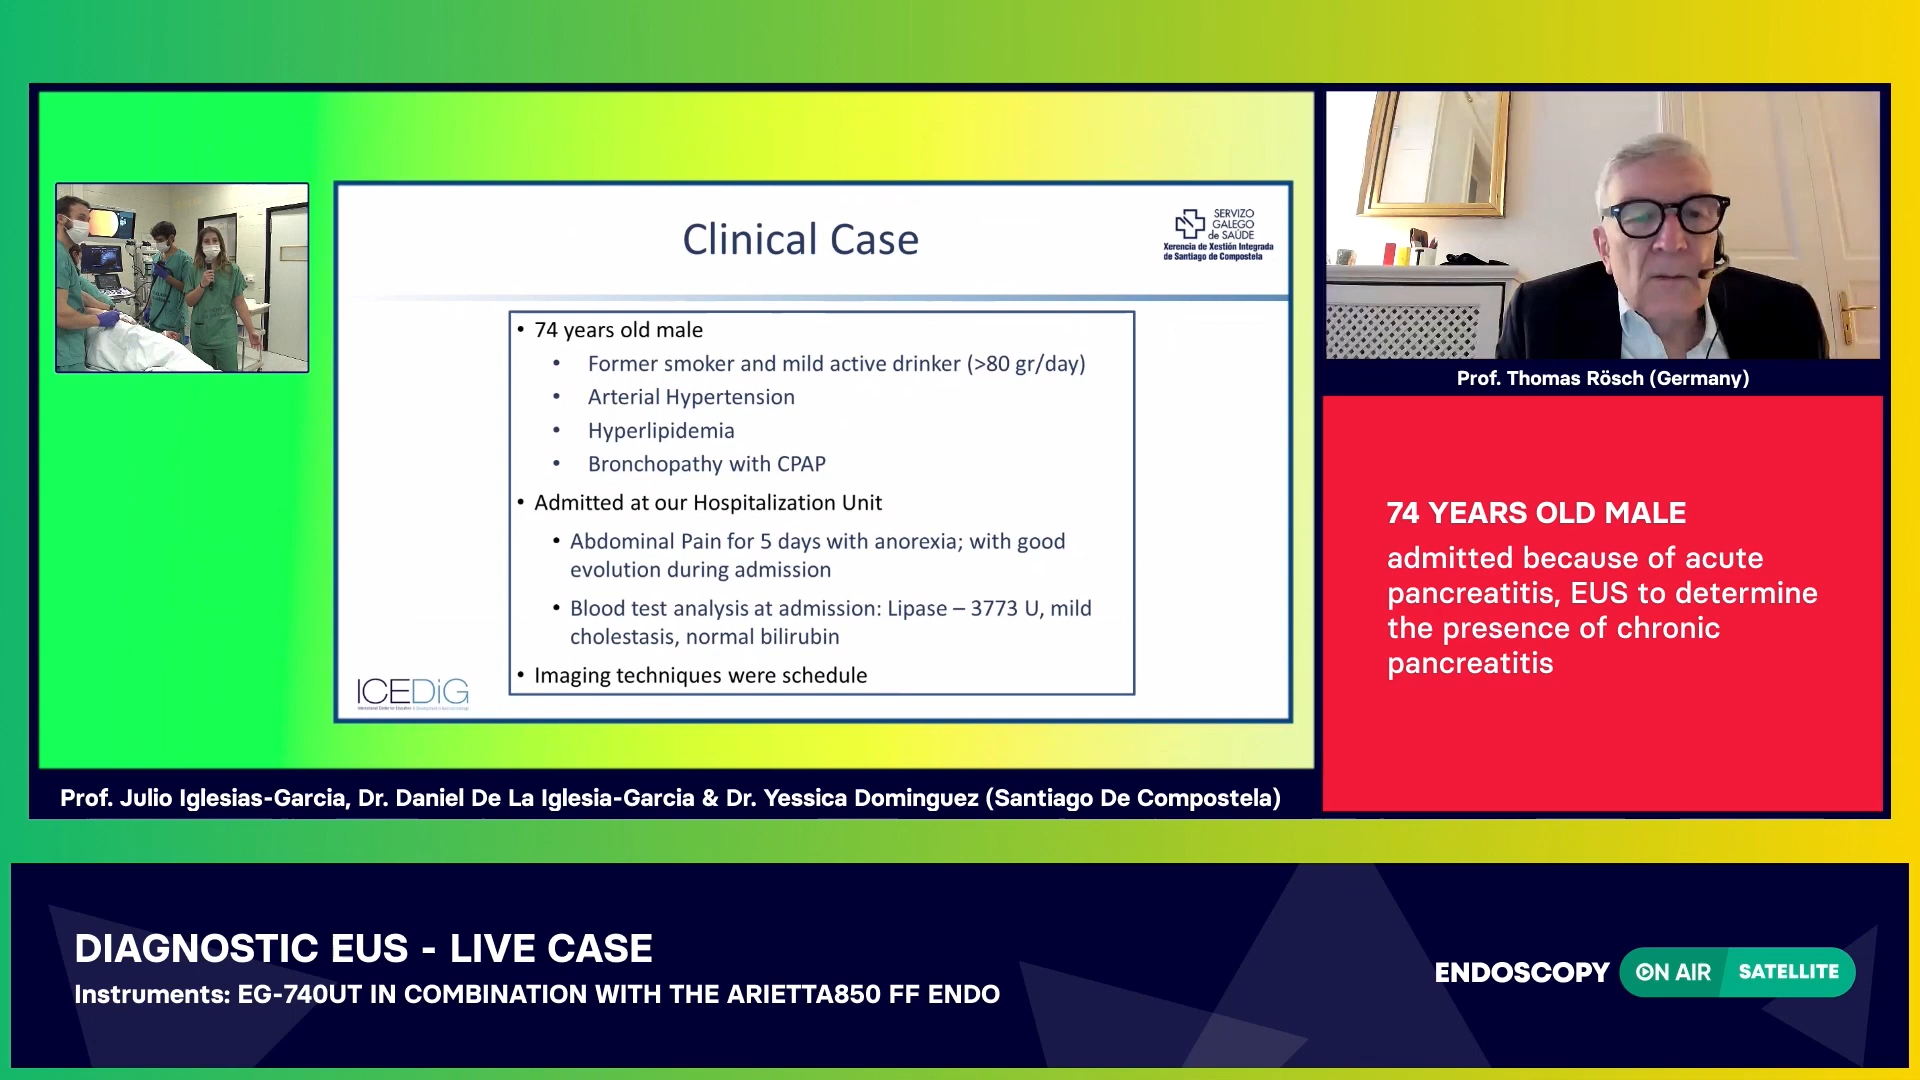 Clinical Case
SERVIZO
GALEGO
de SAÚDE
Xerencia de Xestión Integrada
de Santiago de Compostela
• 74 years old male
• Former smoker and mild active drinker (>80 gr/day)
• Arterial Hypertension
• Hyperlipidemia
• Bronchopathy with CPAP
• Admitted at our Hospitalization Unit
• Abdominal Pain for 5 days with anorexia; with good
evolution during admission
• Blood test analysis at admission: Lipase – 3773 U, mild
cholestasis, normal bilirubin
• Imaging techniques were schedule
ICEDiG
Prof. Thomas Rösch (Germany)
74 YEARS OLD MALE
admitted because of acute
pancreatitis, EUS to determine
the presence of chronic
pancreatitis
Prof. Julio Iglesias-Garcia, Dr. Daniel De La Iglesia-Garcia & Dr. Yessica Dominguez (Santiago De Compostela)
DIAGNOSTIC EUS - LIVE CASE
Instruments: EG-740UT IN COMBINATION WITH THE ARIETTA850 FF ENDO
ENDOSCOPY ON AIR SATELLITE